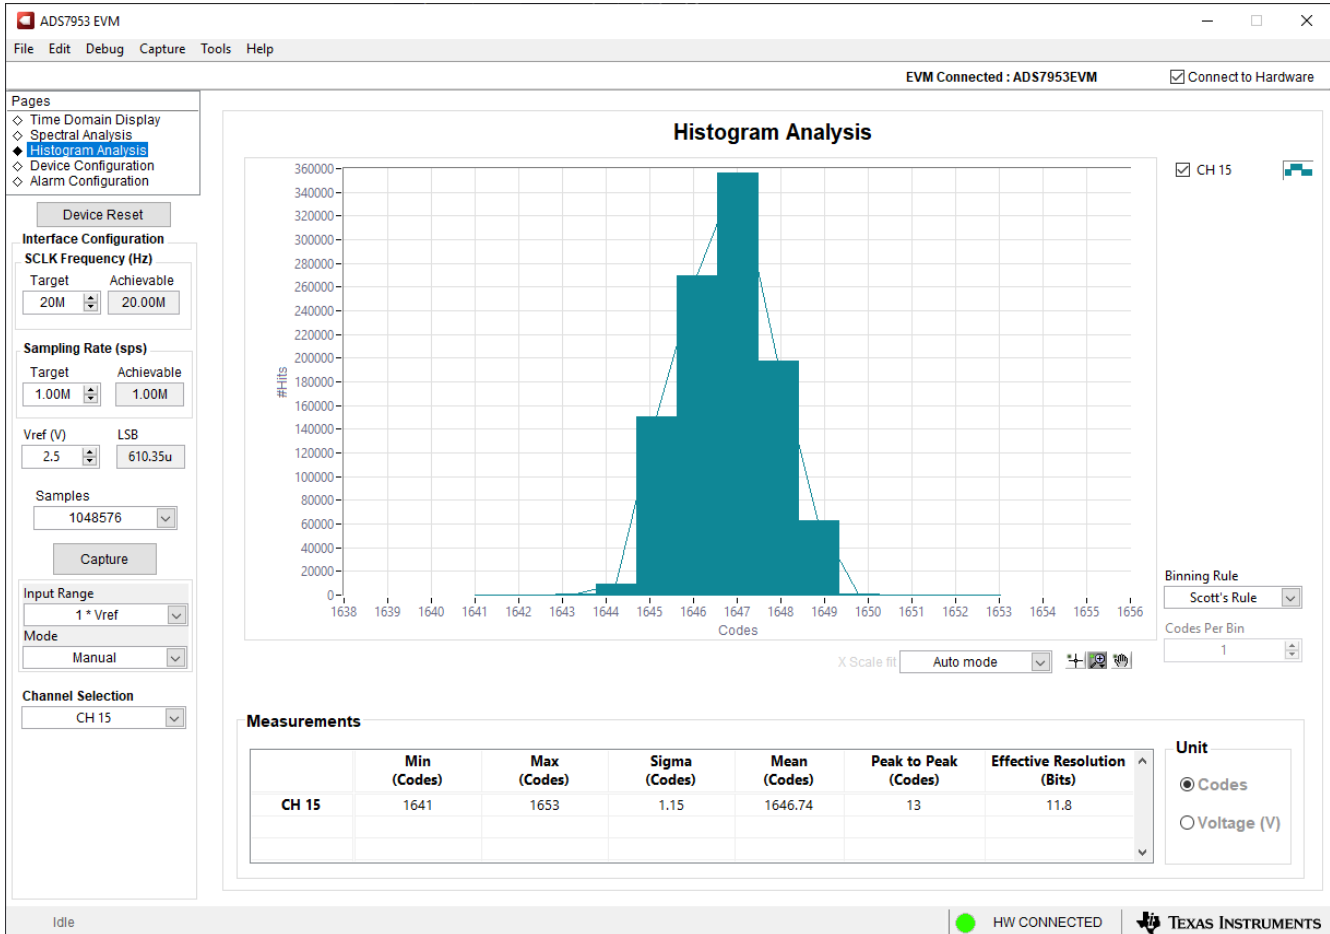 ADS7953 EVM
File Edit Debug Capture Tools Help
EVM Connected : ADS7953EVM
Connect to Hardware
Pages
Time Domain Display
Spectral Analysis
Histogram Analysis
Device Configuration
Alarm Configuration
Device Reset
Interface Configuration
SCLK Frequency (Hz)
Target Achievable
20M 20.00M
Sampling Rate (sps)
Target Achievable
1.00M 1.00M
Vref (V) LSB
2.5 610.35u
Samples
1048576
Capture
Input Range
1 * Vref
Mode
Manual
Channel Selection
CH 15
Histogram Analysis
CH 15
360000
340000
320000
300000
280000
260000
240000
220000
200000
180000
160000
140000
120000
100000
80000
60000
40000
20000
0
#Hits
1638 1639 1640 1641 1642 1643 1644 1645 1646 1647 1648 1649 1650 1651 1652 1653 1654 1655 1656
Codes
Binning Rule
Scott's Rule
Codes Per Bin
1
X Scale fit Auto mode
Measurements
Min (Codes) Max (Codes) Sigma (Codes) Mean (Codes) Peak to Peak (Codes) Effective Resolution (Bits)
CH 15 1641 1653 1.15 1646.74 13 11.8
Unit
Codes
Voltage (V)
Idle
HW CONNECTED
TEXAS INSTRUMENTS